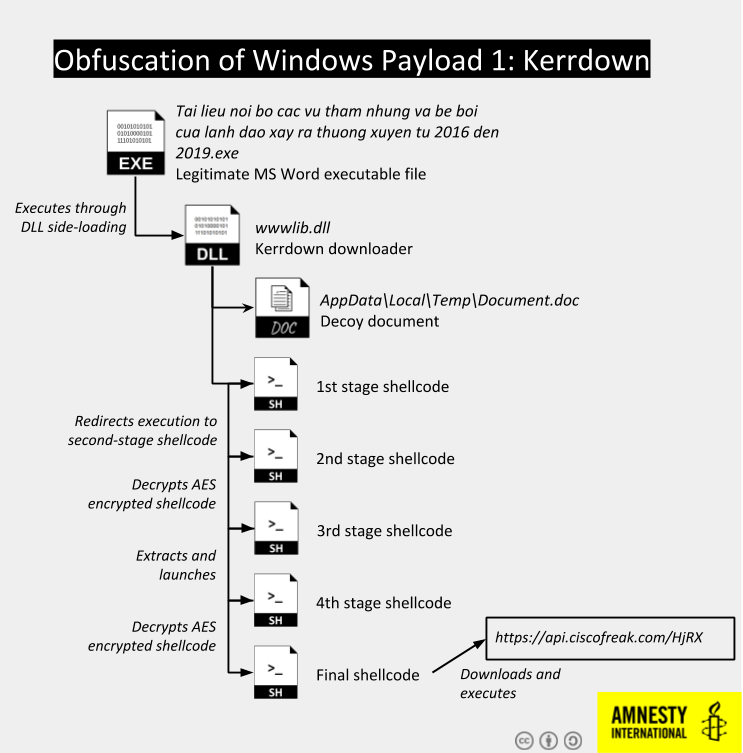 Obfuscation of Windows Payload 1: Kerrdown
00101010101
01010000101
11101010101
EXE
Tai lieu noi bo cac vu tham nhung va be boi
cua lanh dao xay ra thuong xuyen tu 2016 den
2019.exe
Legitimate MS Word executable file
Executes through
DLL side-loading
00101010101
01010000101
11101010101
DLL
wwwlib.dll
Kerrdown downloader
DOC
AppData\Local\Temp\Document.doc
Decoy document
>_
SH
1st stage shellcode
Redirects execution to
second-stage shellcode
>_
SH
2nd stage shellcode
Decrypts AES
encrypted shellcode
>_
SH
3rd stage shellcode
Extracts and
launches
>_
SH
4th stage shellcode
Decrypts AES
encrypted shellcode
>_
SH
Final shellcode
https://api.ciscofreak.com/HjRX
Downloads and
executes
cc
AMNESTY
INTERNATIONAL